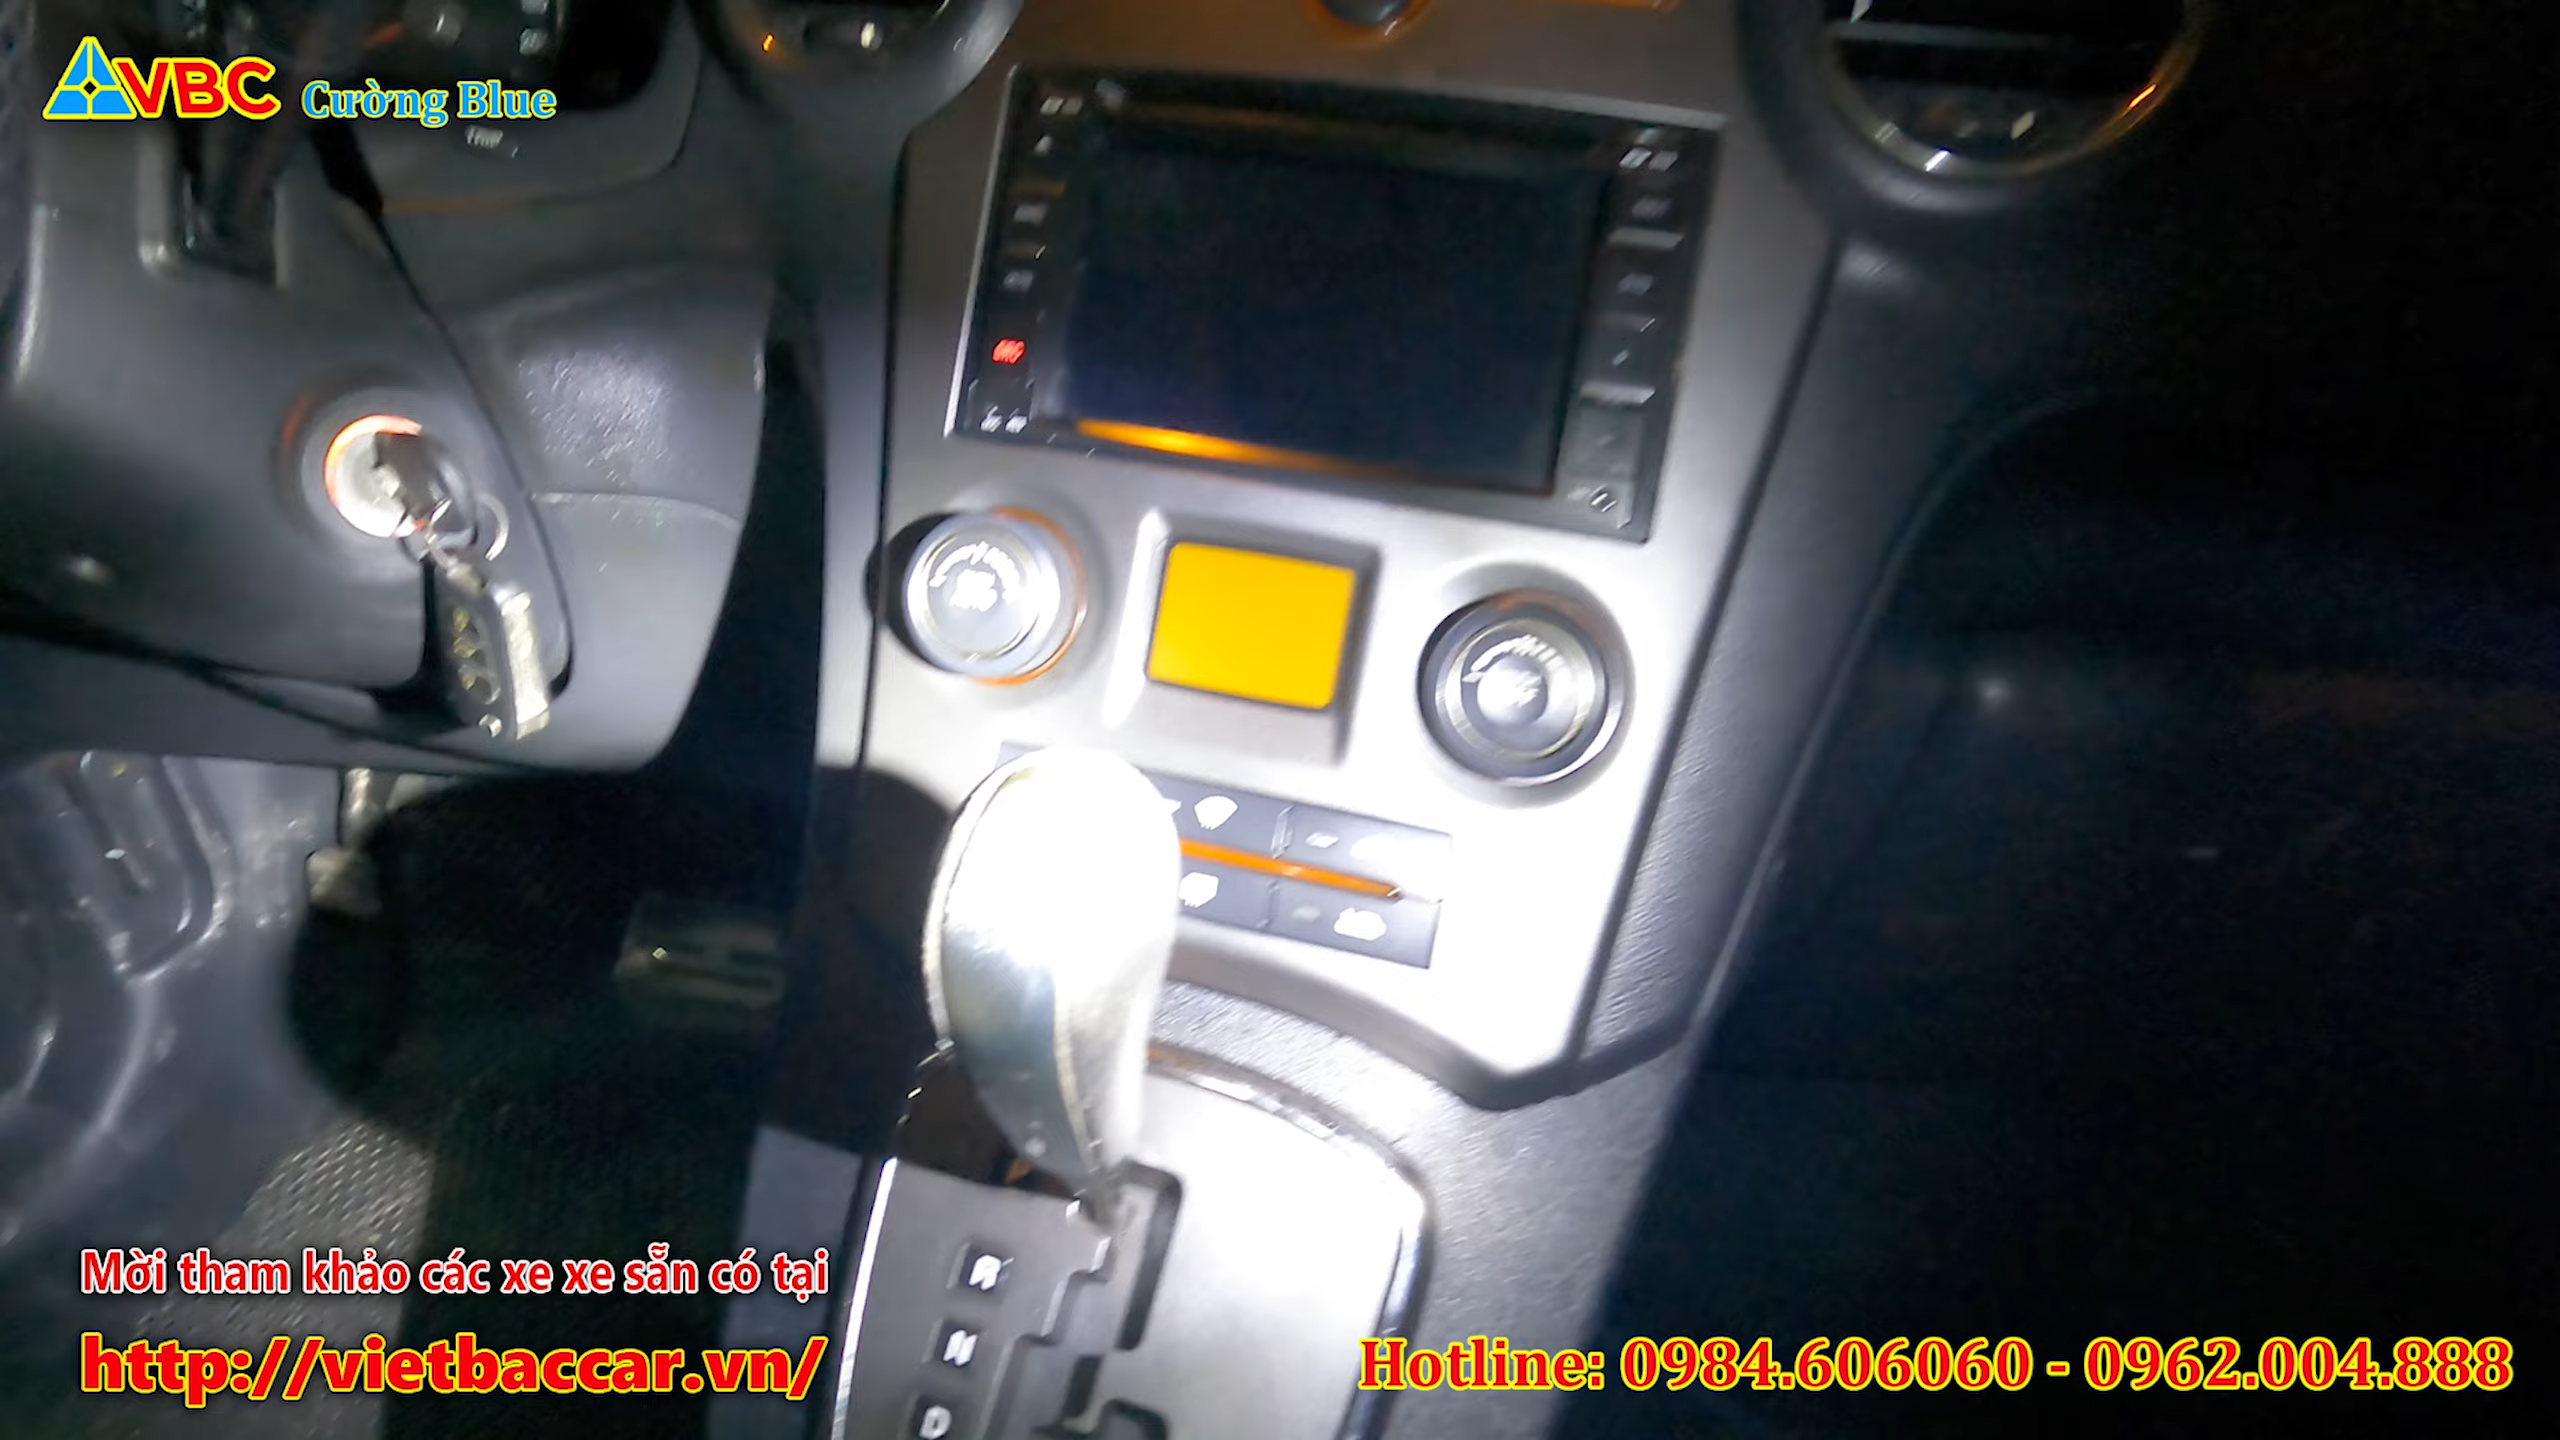 VBC Cường Blue
R
N
D
Mời tham khảo các xe xe sẵn có tại
http://vietbaccar.vn/
Hotline: 0984.606060 - 0962.004.888